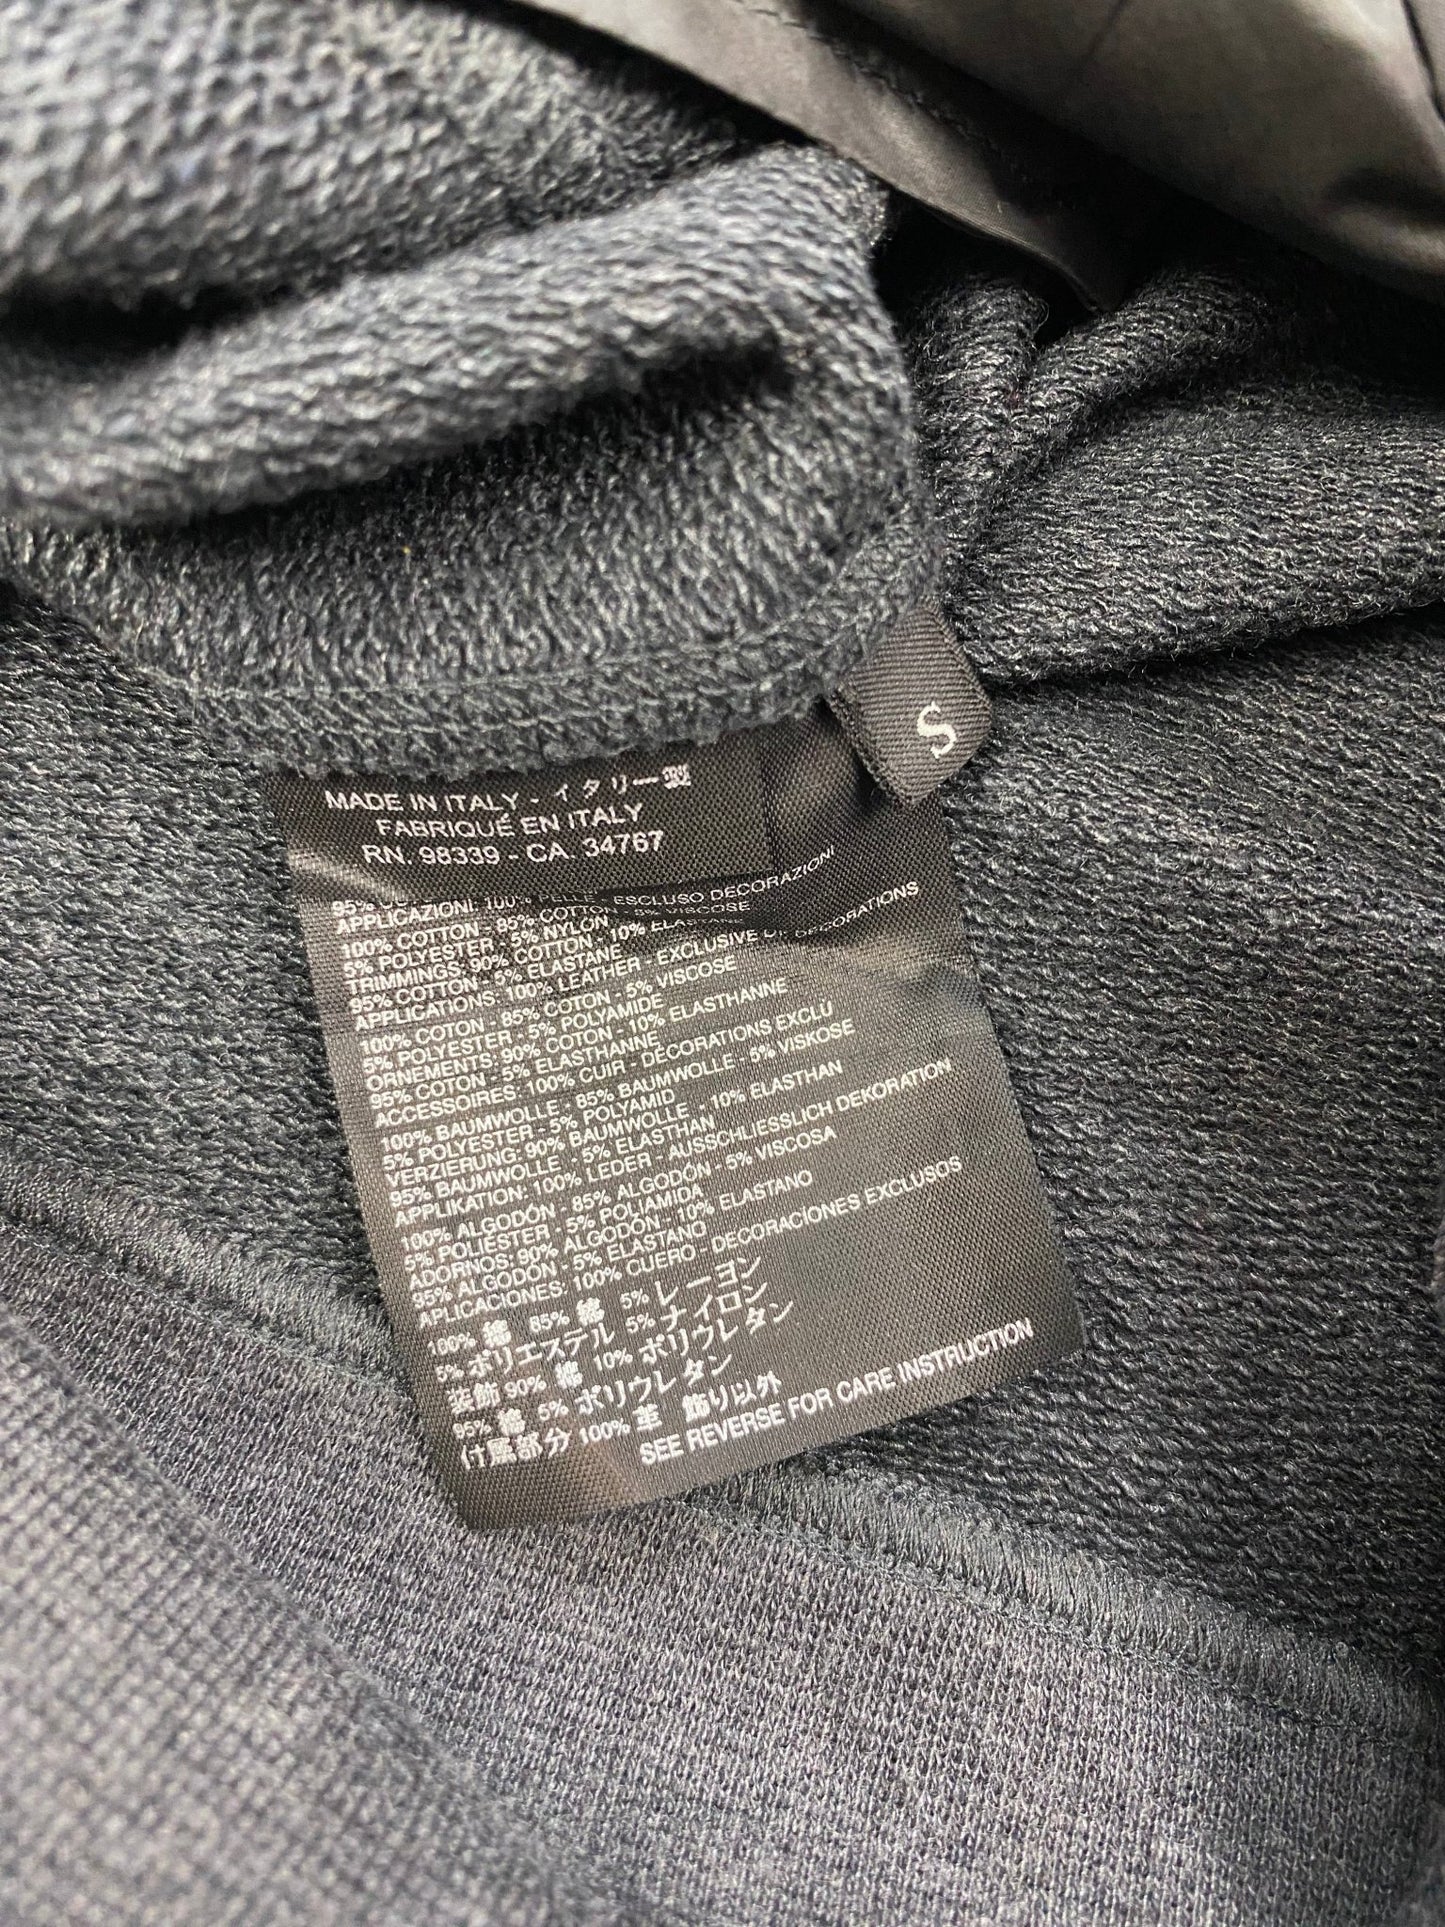 S
MADE IN ITALY - イタリー製
FABRIQUÉ EN ITALY
RN. 98339 - CA. 34767
APPLICAZIONI: 100% PELLE - ESCLUSO DECORAZIONI
100% COTTON - 85% COTTON - 5% VISCOSE
5% POLYESTER - 5% NYLON
TRIMMINGS: 90% COTTON - 10% ELAS
95% COTTON - 5% ELASTANE
APPLICATIONS: 100% LEATHER - EXCLUSIVE OF DECORATIONS
100% COTON - 85% COTON - 5% VISCOSE
5% POLYESTER - 5% POLYAMIDE
ORNEMENTS: 90% COTON - 10% ELASTHANNE
95% COTON - 5% ELASTHANNE
ACCESSOIRES: 100% CUIR - DÉCORATIONS EXCLÙ
100% BAUMWOLLE - 85% BAUMWOLLE - 5% VISKOSE
5% POLYESTER - 5% POLYAMID
VERZIERUNG: 90% BAUMWOLLE - 10% ELASTHAN
95% BAUMWOLLE - 5% ELASTHAN
APPLIKATION: 100% LEDER - AUSSCHLIESSLICH DEKORATION
100% ALGODÓN - 85% ALGODÓN - 5% VISCOSA
5% POLIÉSTER - 5% POLIAMIDA
ADORNOS: 90% ALGODÓN - 10% ELASTANO
95% ALGODÓN - 5% ELASTANO
APLICACIONES: 100% CUERO - DECORACIONES EXCLUSOS
100% 綿 85% 綿 5% レーヨン
5% ポリエステル 5% ナイロン
装飾 90% 綿 10% ポリウレタン
95% 綿 5% ポリウレタン
部分 100% 革 飾り以外
SEE REVERSE FOR CARE INSTRUCTION